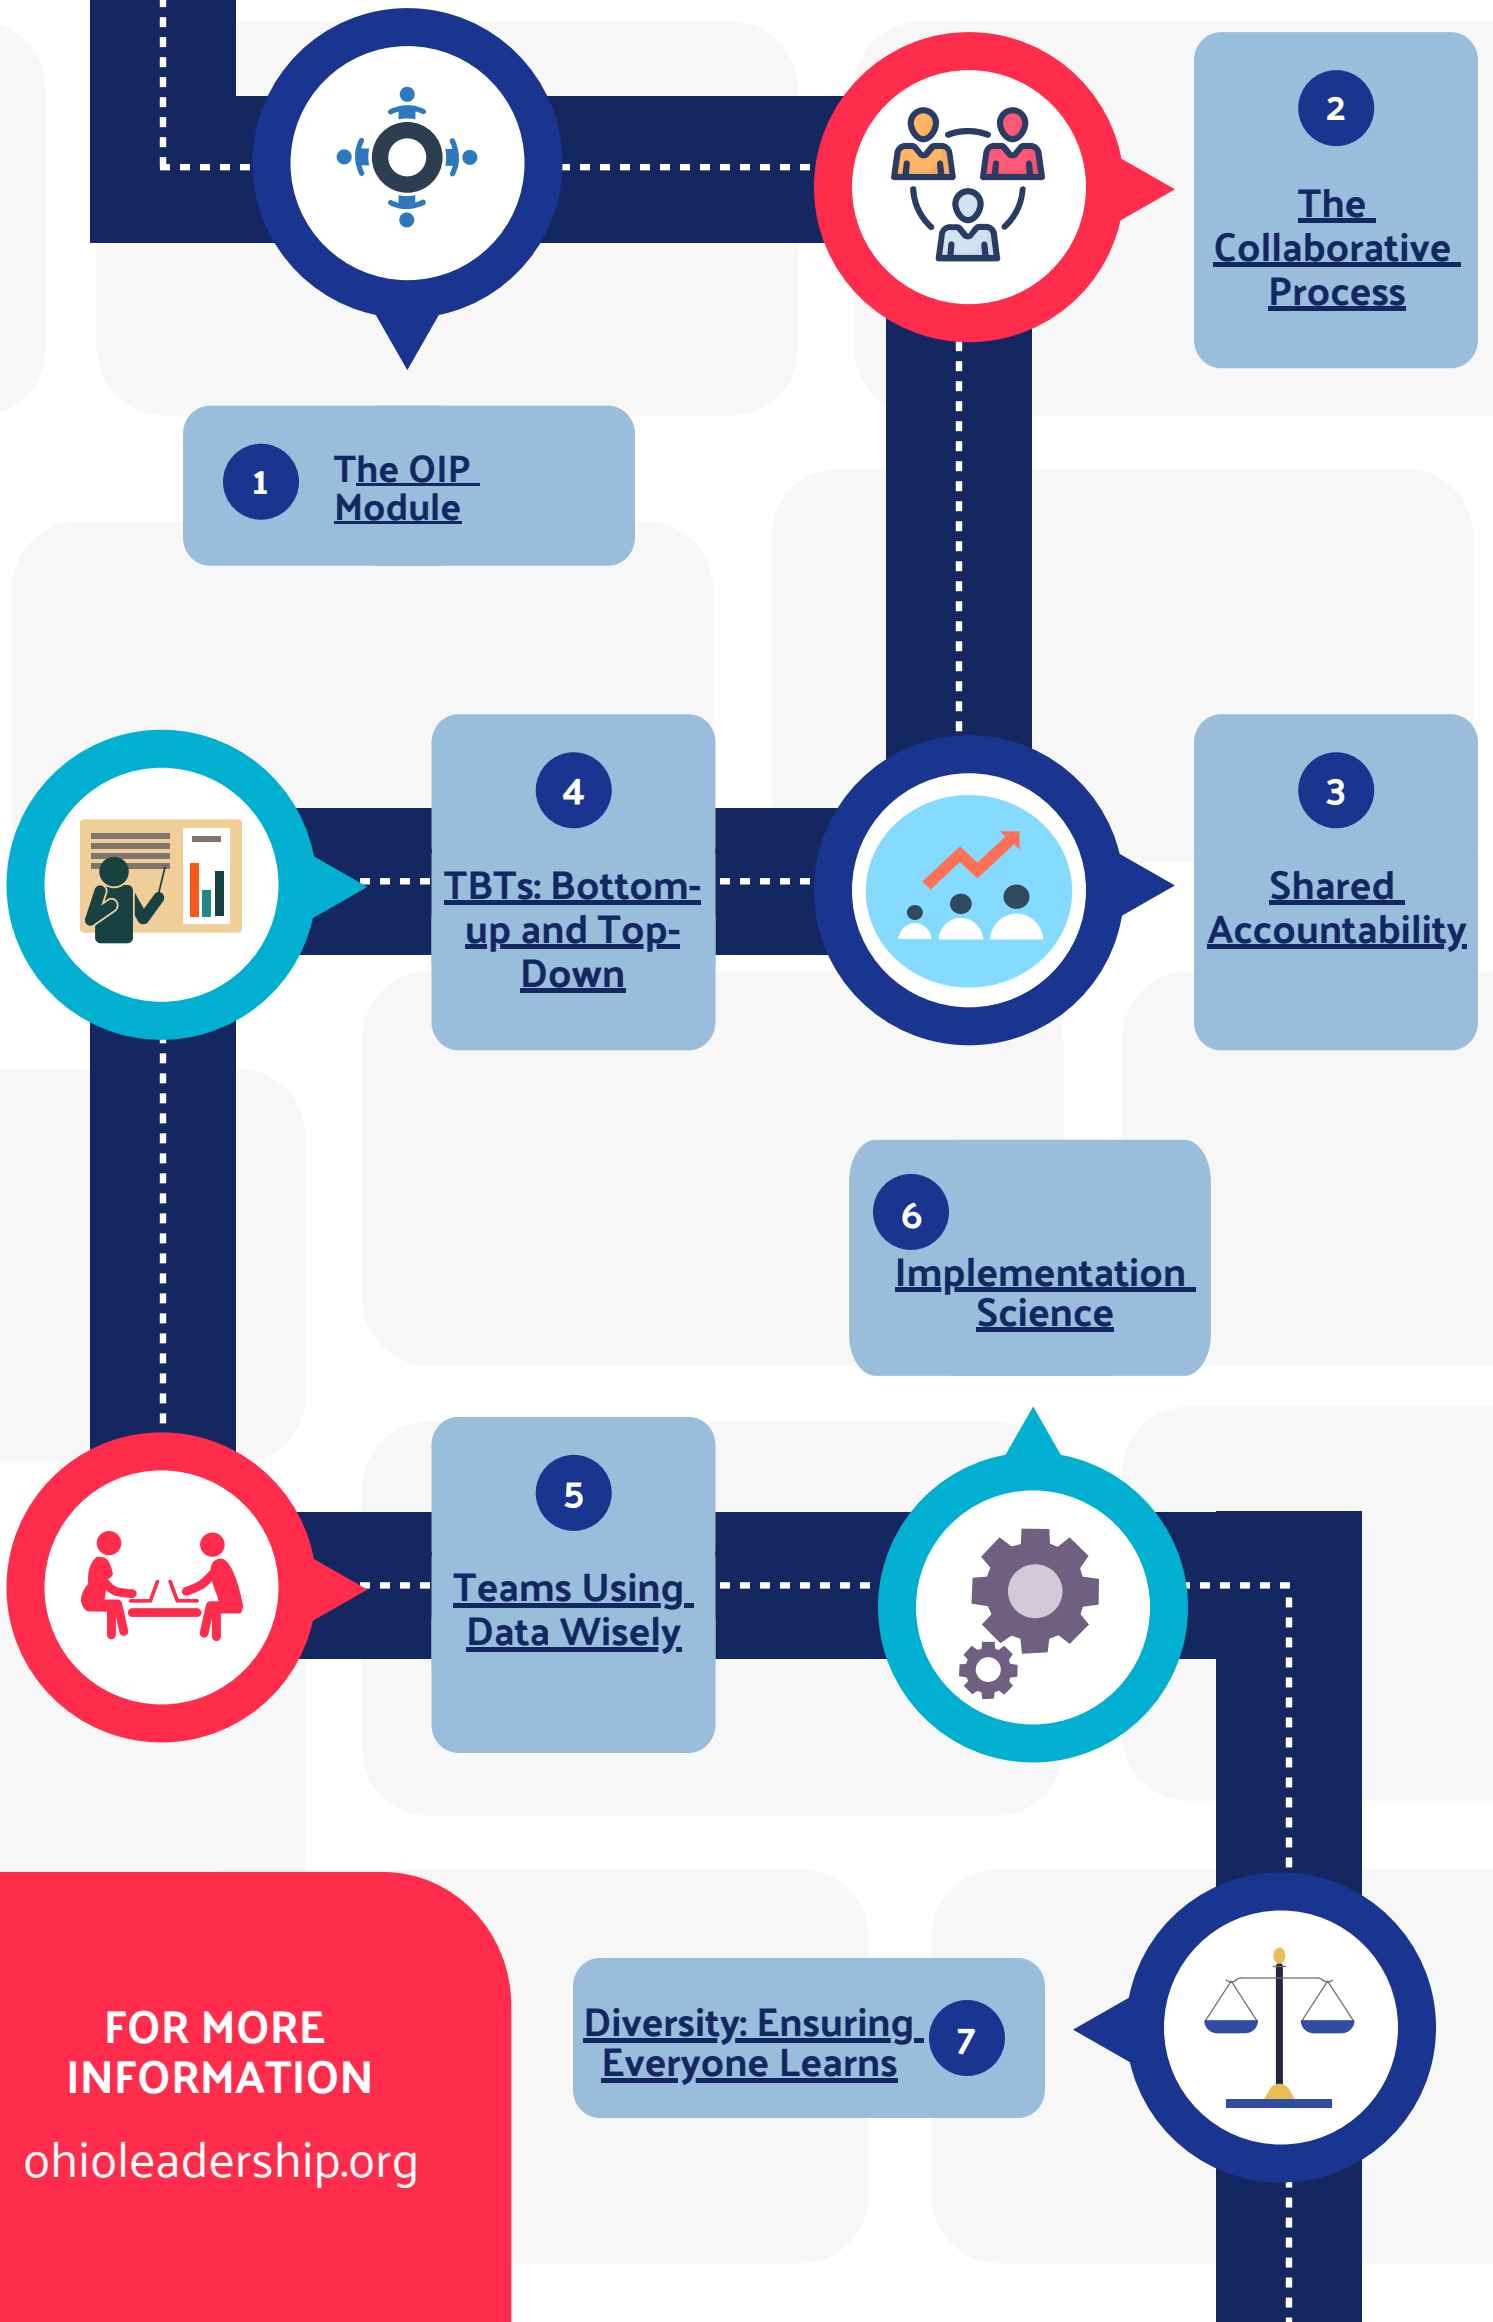 1
The OIP
Module
2
The
Collaborative
Process
3
Shared
Accountability
4
TBTs: Bottom-
up and Top-
Down
5
Teams Using
Data Wisely
6
Implementation
Science
Diversity: Ensuring
Everyone Learns
7
FOR MORE
INFORMATION
ohioleadership.org